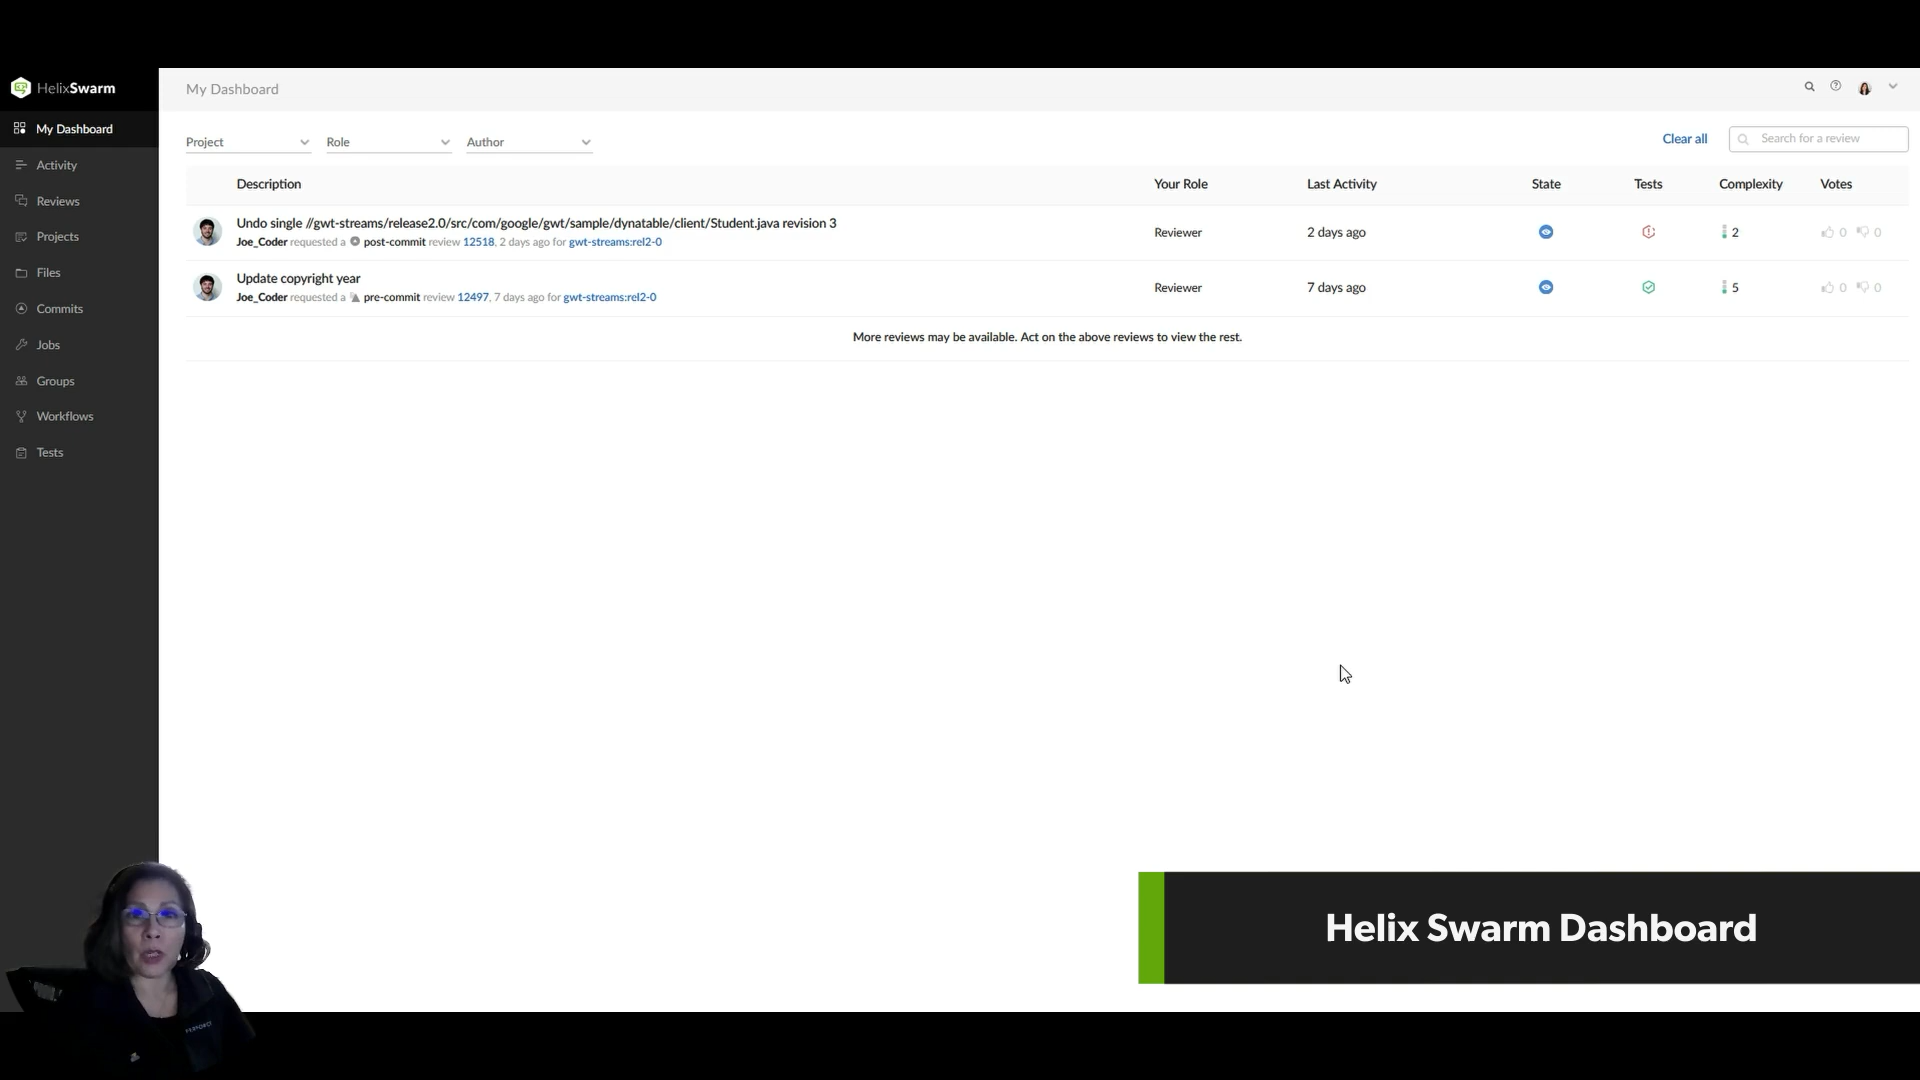 HelixSwarm
My Dashboard
My Dashboard
Activity
Reviews
Projects
Files
Commits
Jobs
Groups
Workflows
Tests
Project
Role
Author
Clear all
Search for a review
Description
Your Role
Last Activity
State
Tests
Complexity
Votes
Undo single //gwt-streams/release2.0/src/com/google/gwt/sample/dynatable/client/Student.java revision 3
Joe_Coder requested a post-commit review 12518, 2 days ago for gwt-streams:rel2-0
Reviewer
2 days ago
2
0
0
Update copyright year
Joe_Coder requested a pre-commit review 12497, 7 days ago for gwt-streams:rel2-0
Reviewer
7 days ago
5
0
0
More reviews may be available. Act on the above reviews to view the rest.
Helix Swarm Dashboard
PERFORCE